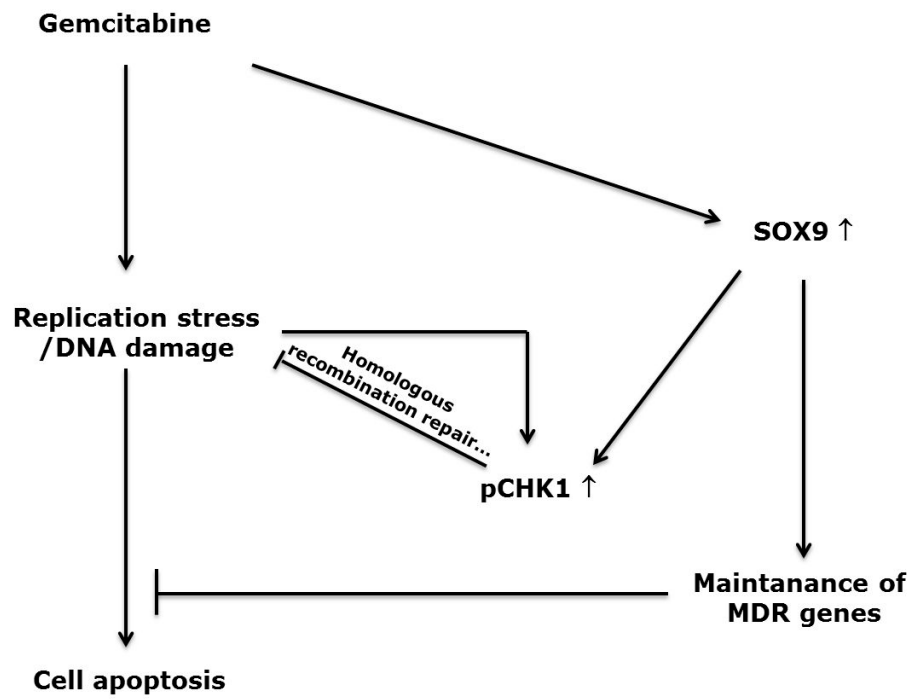 Gemcitabine
SOX9 ↑
Replication stress
/DNA damage
Homologous
recombination repair...
pCHK1 ↑
Maintanance of
MDR genes
Cell apoptosis